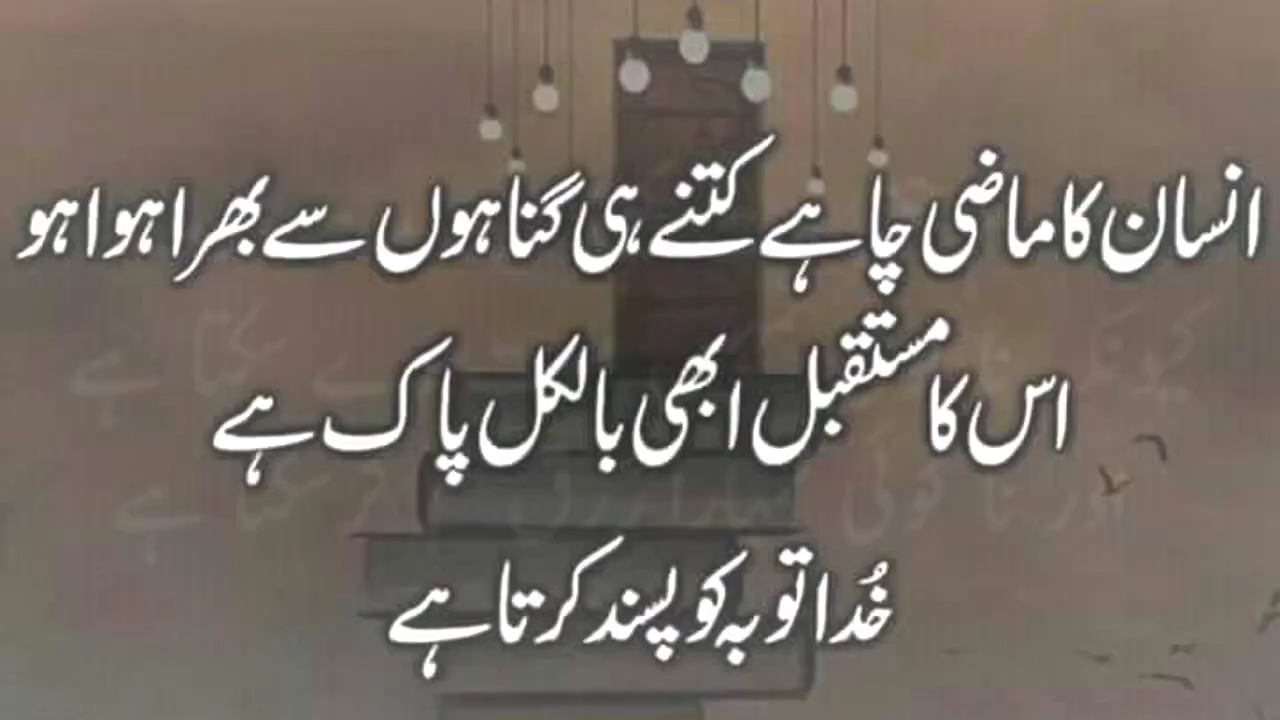 انسان کا ماضی چاہے کتنے ہی گناہوں سے بھرا ہوا ہو
اس کا مستقبل ابھی بالکل پاک ہے
خُدا توبہ کو پسند کرتا ہے